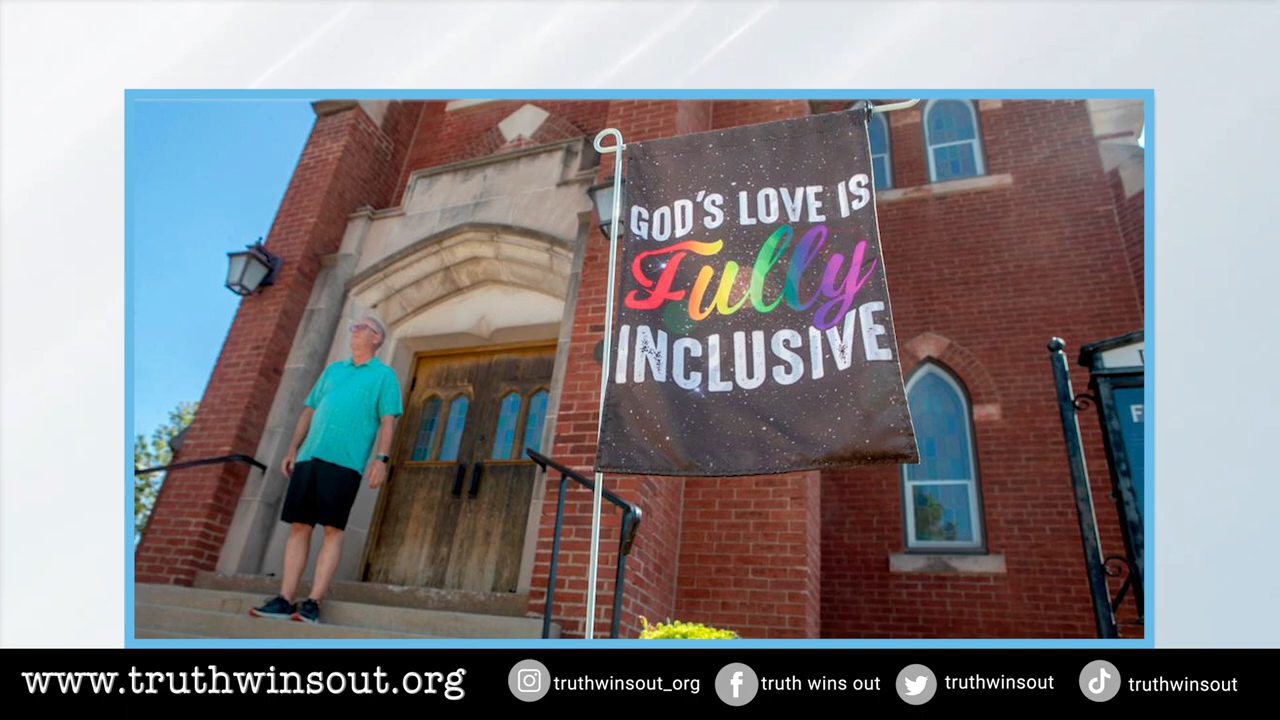 GOD'S LOVE IS
Fully
INCLUSIVE
F
www.truthwinsout.org
truthwinsout_org
truth wins out
truthwinsout
truthwinsout